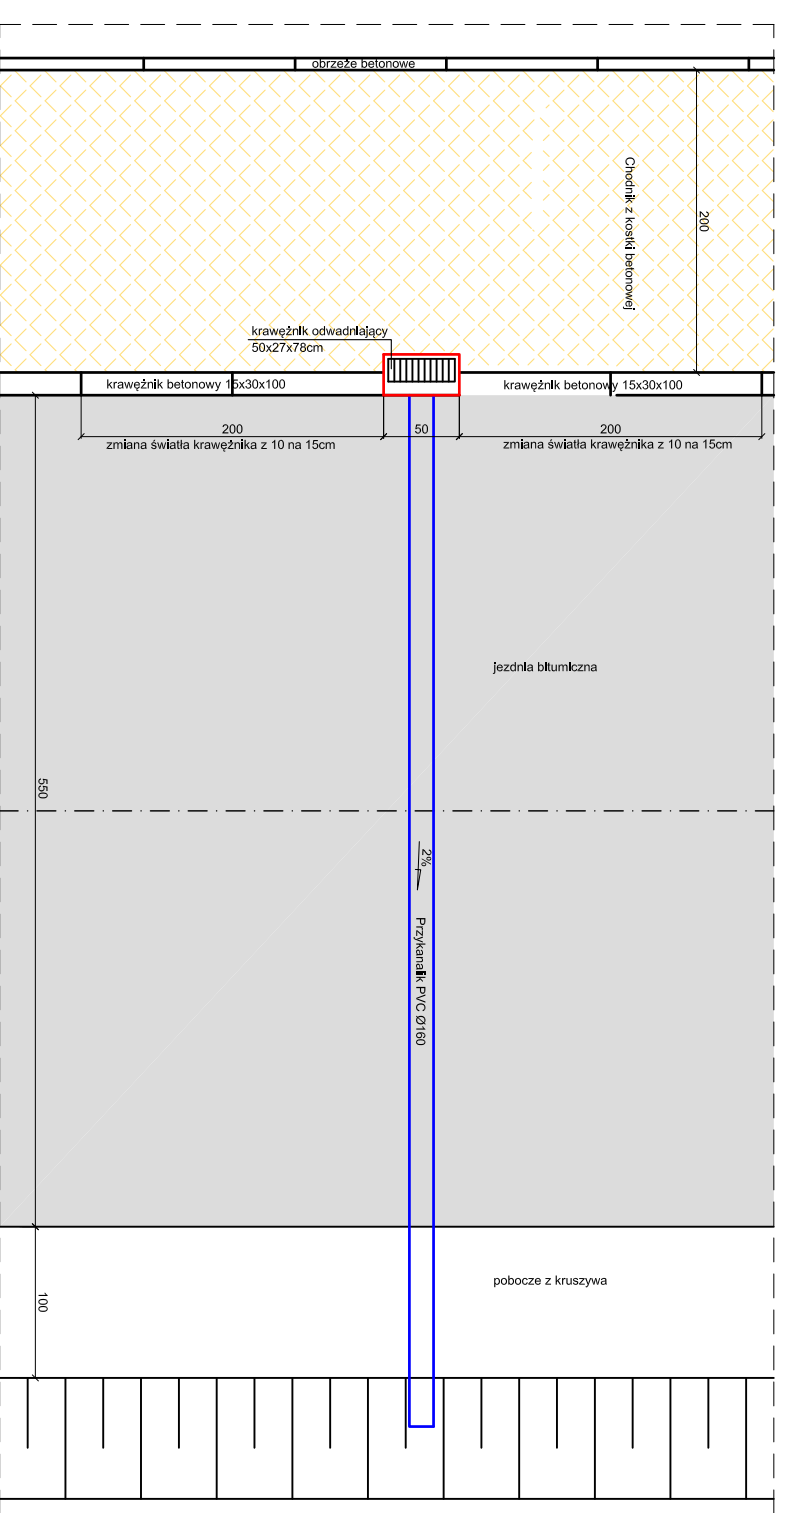 obrzeże betonowe
Chodnik z kostki betonowej
200
krawężnik odwadniający
50x27x78cm
krawężnik betonowy 15x30x100
krawężnik betonowy 15x30x100
200
50
200
zmiana światła krawężnika z 10 na 15cm
zmiana światła krawężnika z 10 na 15cm
jezdnia bitumiczna
550
2%
Przykanalik PVC Ø160
pobocze z kruszywa
100